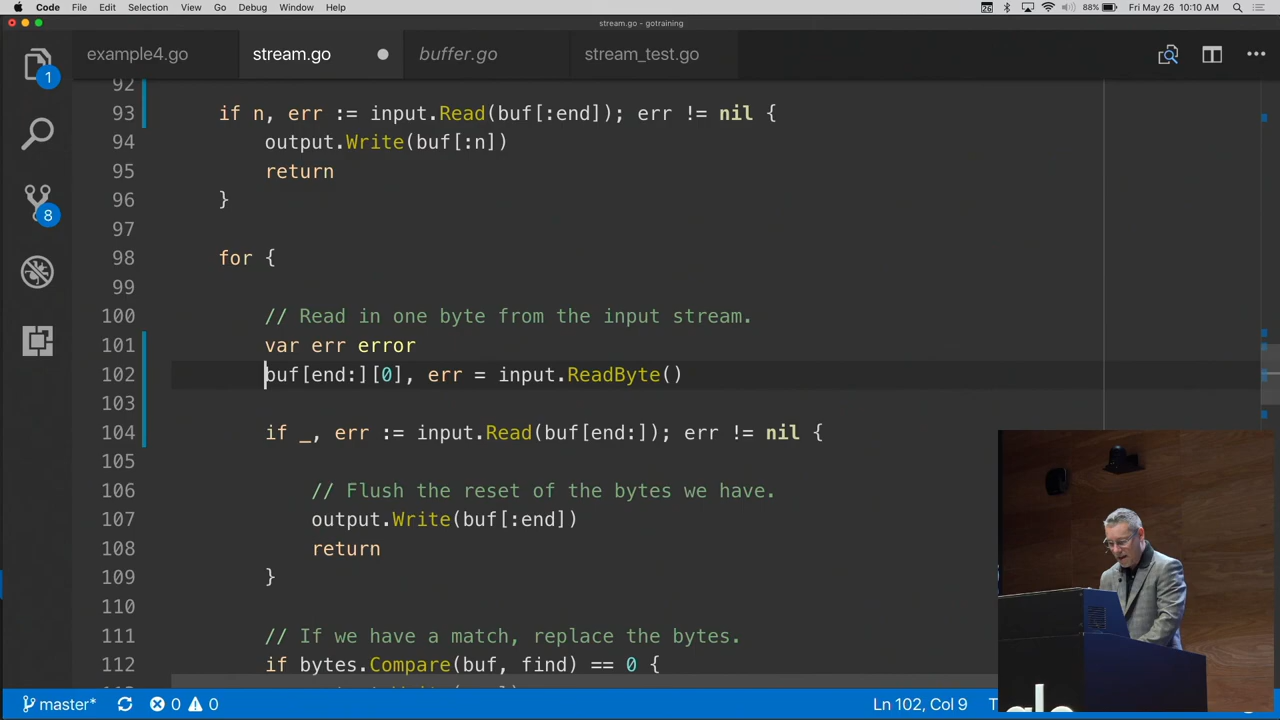 Code File Edit Selection View Go Debug Window Help
26 88% Fri May 26 10:10 AM
stream.go - gotraining
example4.go stream.go buffer.go stream_test.go
1
8
92
93 if n, err := input.Read(buf[:end]); err != nil {
94 output.Write(buf[:n])
95 return
96 }
97
98 for {
99
100 // Read in one byte from the input stream.
101 var err error
102 buf[end:][0], err = input.ReadByte()
103
104 if _, err := input.Read(buf[end:]); err != nil {
105
106 // Flush the reset of the bytes we have.
107 output.Write(buf[:end])
108 return
109 }
110
111 // If we have a match, replace the bytes.
112 if bytes.Compare(buf, find) == 0 {
master* 0 0 Ln 102, Col 9